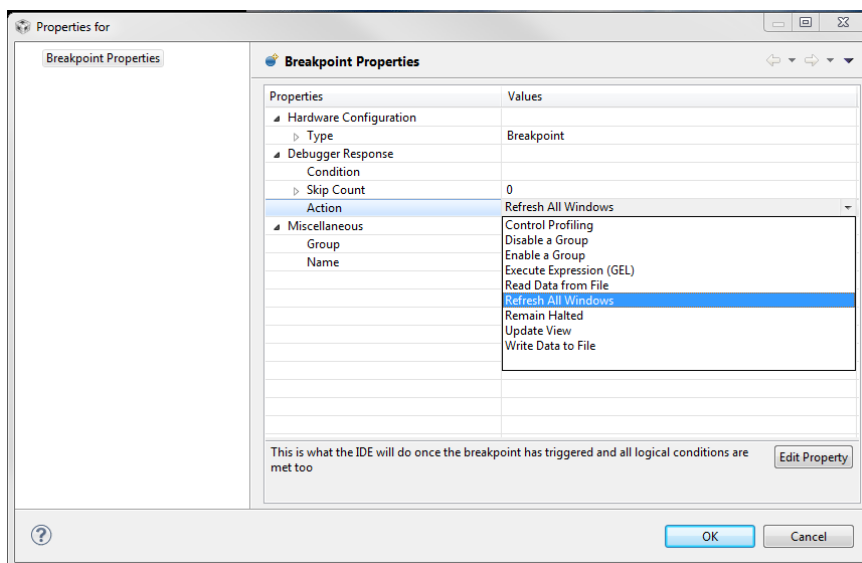 Properties for
Breakpoint Properties
Breakpoint Properties
Properties Values
Hardware Configuration
Type Breakpoint
Debugger Response
Condition
Skip Count 0
Action Refresh All Windows
Miscellaneous
Group
Name
Control Profiling
Disable a Group
Enable a Group
Execute Expression (GEL)
Read Data from File
Refresh All Windows
Remain Halted
Update View
Write Data to File
This is what the IDE will do once the breakpoint has triggered and all logical conditions are
met too
Edit Property
?
OK Cancel